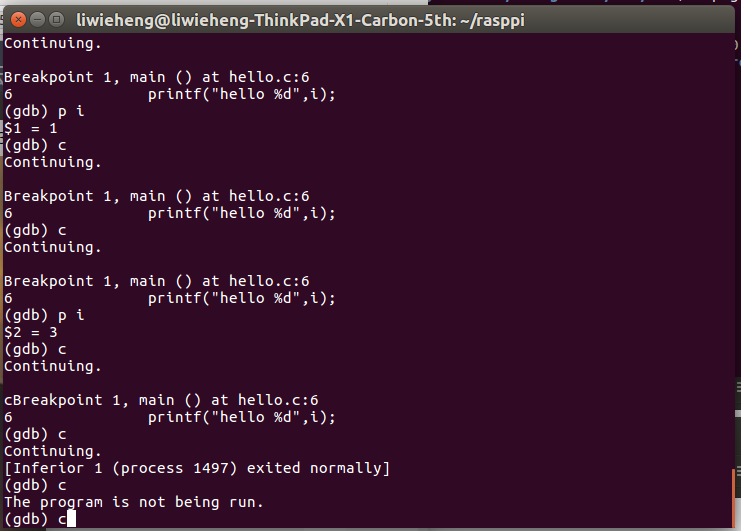 liwieheng@liwieheng-ThinkPad-X1-Carbon-5th: ~/rasppi
Continuing.
Breakpoint 1, main () at hello.c:6
6 printf("hello %d",i);
(gdb) p i
$1 = 1
(gdb) c
Continuing.
Breakpoint 1, main () at hello.c:6
6 printf("hello %d",i);
(gdb) c
Continuing.
Breakpoint 1, main () at hello.c:6
6 printf("hello %d",i);
(gdb) p i
$2 = 3
(gdb) c
Continuing.
cBreakpoint 1, main () at hello.c:6
6 printf("hello %d",i);
(gdb) c
Continuing.
[Inferior 1 (process 1497) exited normally]
(gdb) c
The program is not being run.
(gdb) c